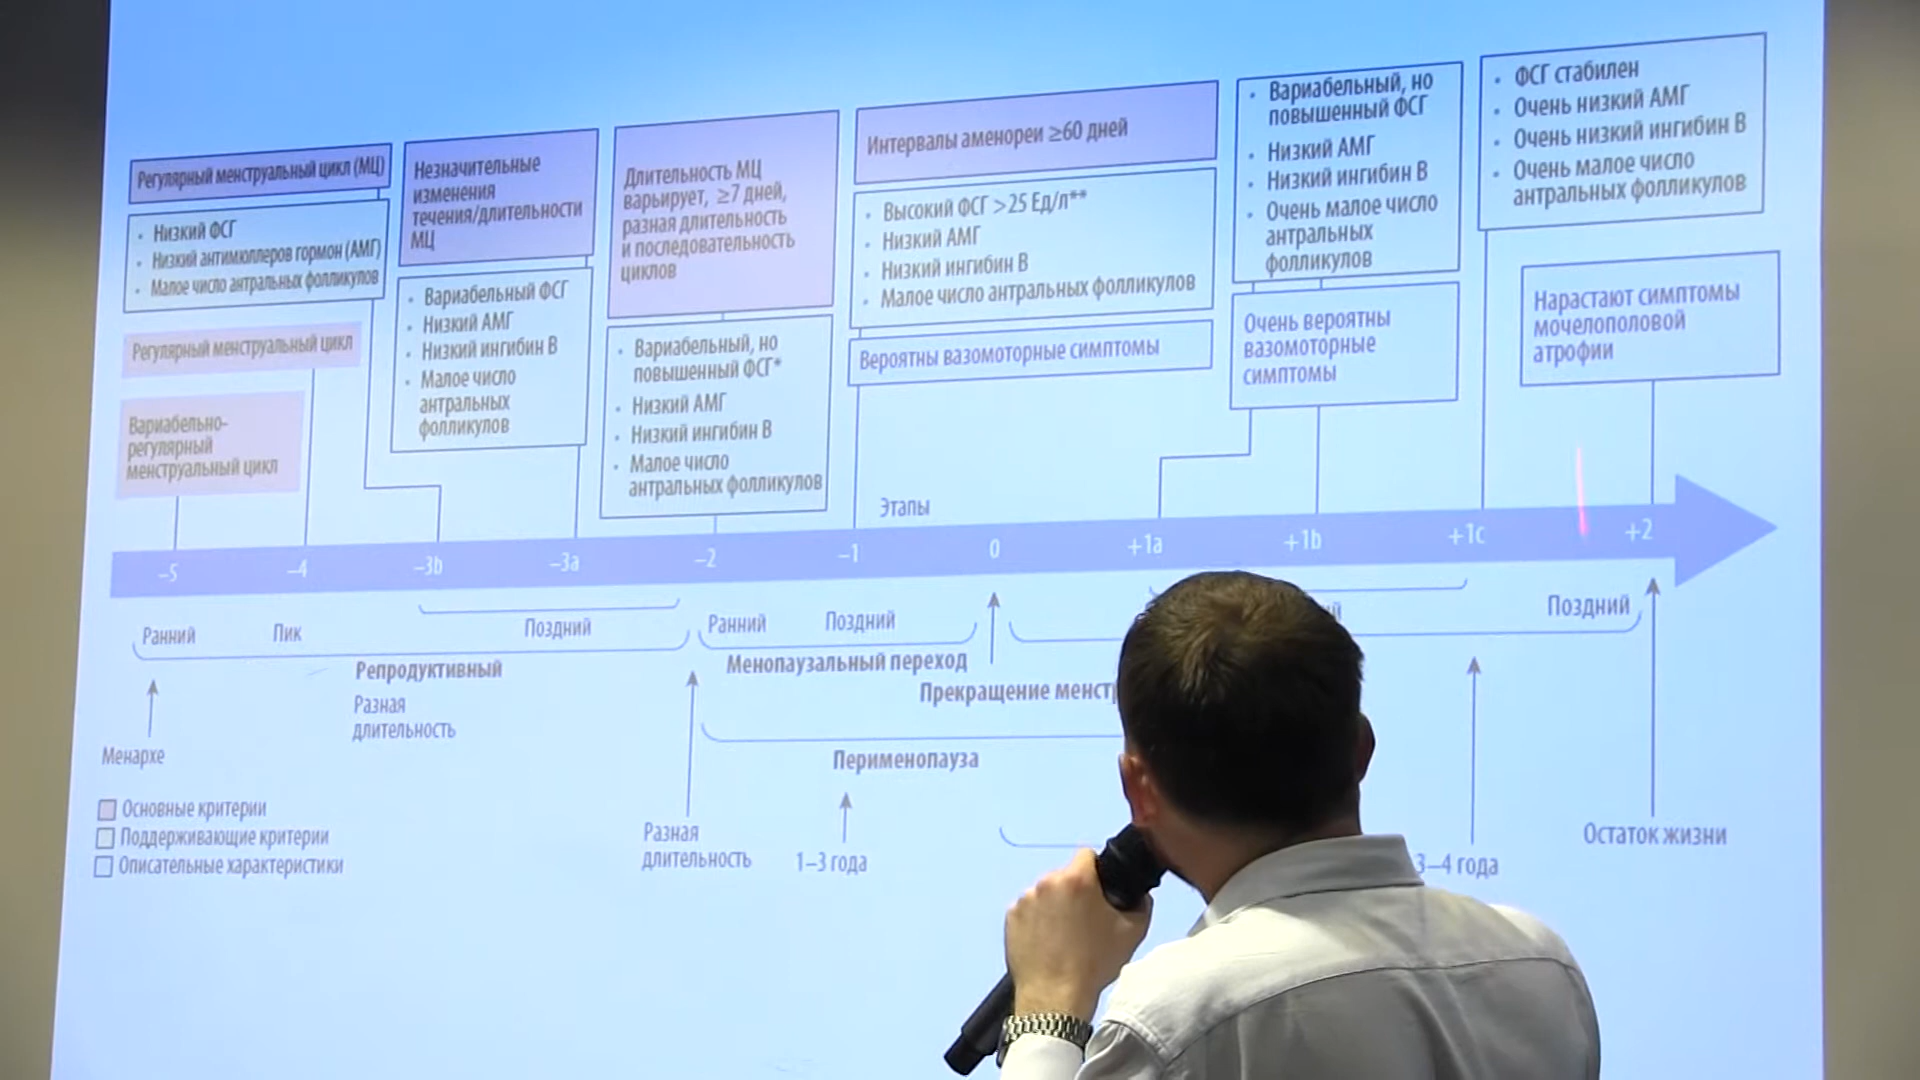 Регулярный менструальный цикл (МЦ)
• Низкий ФСГ
• Низкий антимюллеров гормон (АМГ)
• Малое число антральных фолликулов
Регулярный менструальный цикл
Вариабельно-
регулярный
менструальный цикл
Незначительные
изменения
течения/длительности
МЦ
• Вариабельный ФСГ
• Низкий АМГ
• Низкий ингибин В
• Малое число
антральных
фолликулов
Длительность МЦ
варьирует, ≥7 дней,
разная длительность
и последовательность
циклов
• Вариабельный, но
повышенный ФСГ*
• Низкий АМГ
• Низкий ингибин В
• Малое число
антральных фолликулов
Интервалы аменореи ≥60 дней
• Высокий ФСГ >25 Ед/л**
• Низкий АМГ
• Низкий ингибин В
• Малое число антральных фолликулов
Вероятны вазомоторные симптомы
• Вариабельный, но
повышенный ФСГ
• Низкий АМГ
• Низкий ингибин В
• Очень малое число
антральных
фолликулов
Очень вероятны
вазомоторные
симптомы
• ФСГ стабилен
• Очень низкий АМГ
• Очень низкий ингибин В
• Очень малое число
антральных фолликулов
Нарастают симптомы
мочелоповой
атрофии
Этапы
–5 –4 –3b –3a –2 –1 0 +1a +1b +1c +2
Ранний Пик Поздний Ранний Поздний Поздний
Репродуктивный
Менопаузальный переход
Разная
длительность
Прекращение
Менархе
Перименопауза
Основные критерии
Поддерживающие критерии
Описательные характеристики
Разная
длительность
1–3 года
3–4 года
Остаток жизни